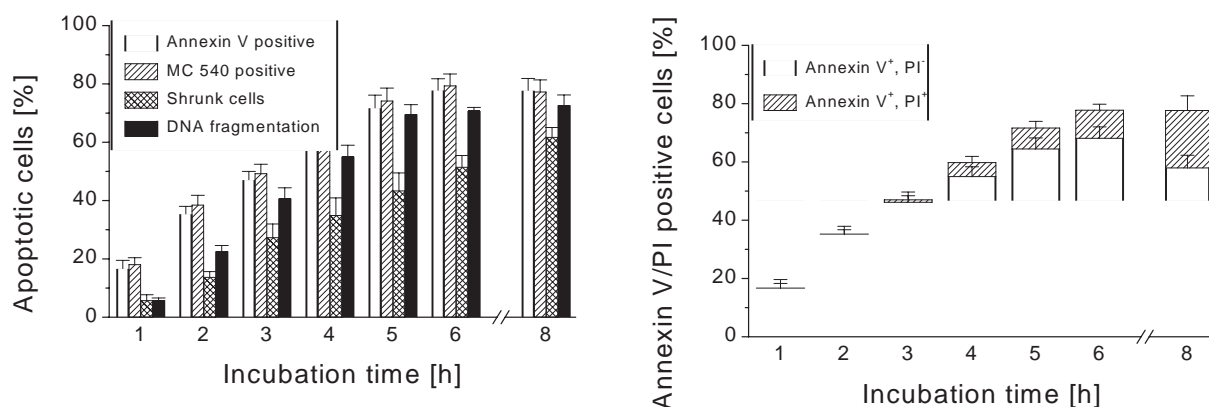 Apoptotic cells [%]
100
80
60
40
20
0
Annexin V positive
MC 540 positive
Shrunk cells
DNA fragmentation
1 2 3 4 5 6 8
Incubation time [h]
Annexin V/PI positive cells [%]
100
80
60
40
20
0
Annexin V⁺, PI⁻
Annexin V⁺, PI⁺
1 2 3 4 5 6 8
Incubation time [h]